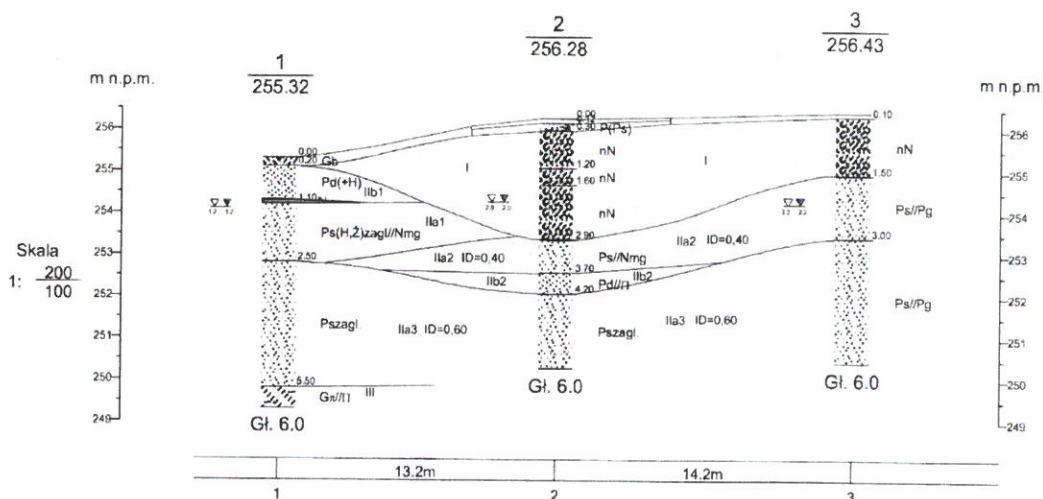 1
255.32
2
256.28
3
256.43
m n.p.m.
m n.p.m.
256
255
254
253
252
251
250
249
256
255
254
253
252
251
250
249
Skala
1: 200
100
0.00
0.20
Gb
Pd(+H)
IIb1
1.10
Ps(H,Ż)zagl//Nmg
2.50
Pszagl.
5.50
Gπ//Π
III
Gł. 6.0
I
IIa1
IIa2 ID=0,40
IIb2
IIa3 ID=0,60
0.00
0.30
P(Ps)
nN
1.20
nN
1.60
nN
2.90
Ps//Nmg
3.70
Pd//Π
4.20
Pszagl.
Gł. 6.0
I
IIa2 ID=0,40
IIb2
IIa3 ID=0,60
0.10
nN
1.50
Ps//Pg
3.00
Ps//Pg
Gł. 6.0
13.2m
14.2m
1
2
3